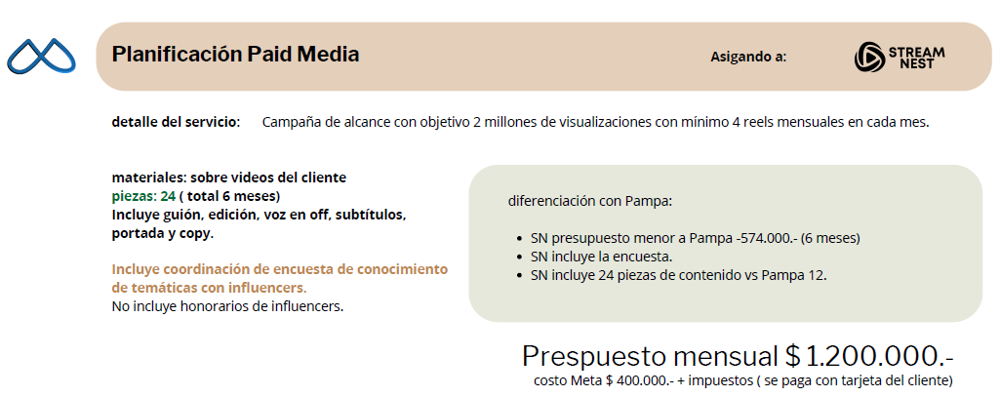 Planificación Paid Media
Asigando a:
STREAM
NEST
detalle del servicio: Campaña de alcance con objetivo 2 millones de visualizaciones con mínimo 4 reels mensuales en cada mes.
materiales: sobre videos del cliente
piezas: 24 ( total 6 meses)
Incluye guión, edición, voz en off, subtítulos,
portada y copy.
Incluye coordinación de encuesta de conocimiento
de temáticas con influencers.
No incluye honorarios de influencers.
diferenciación con Pampa:
• SN presupuesto menor a Pampa -574.000.- (6 meses)
• SN incluye la encuesta.
• SN incluye 24 piezas de contenido vs Pampa 12.
Prespuesto mensual $ 1.200.000.-
costo Meta $ 400.000.- + impuestos ( se paga con tarjeta del cliente)